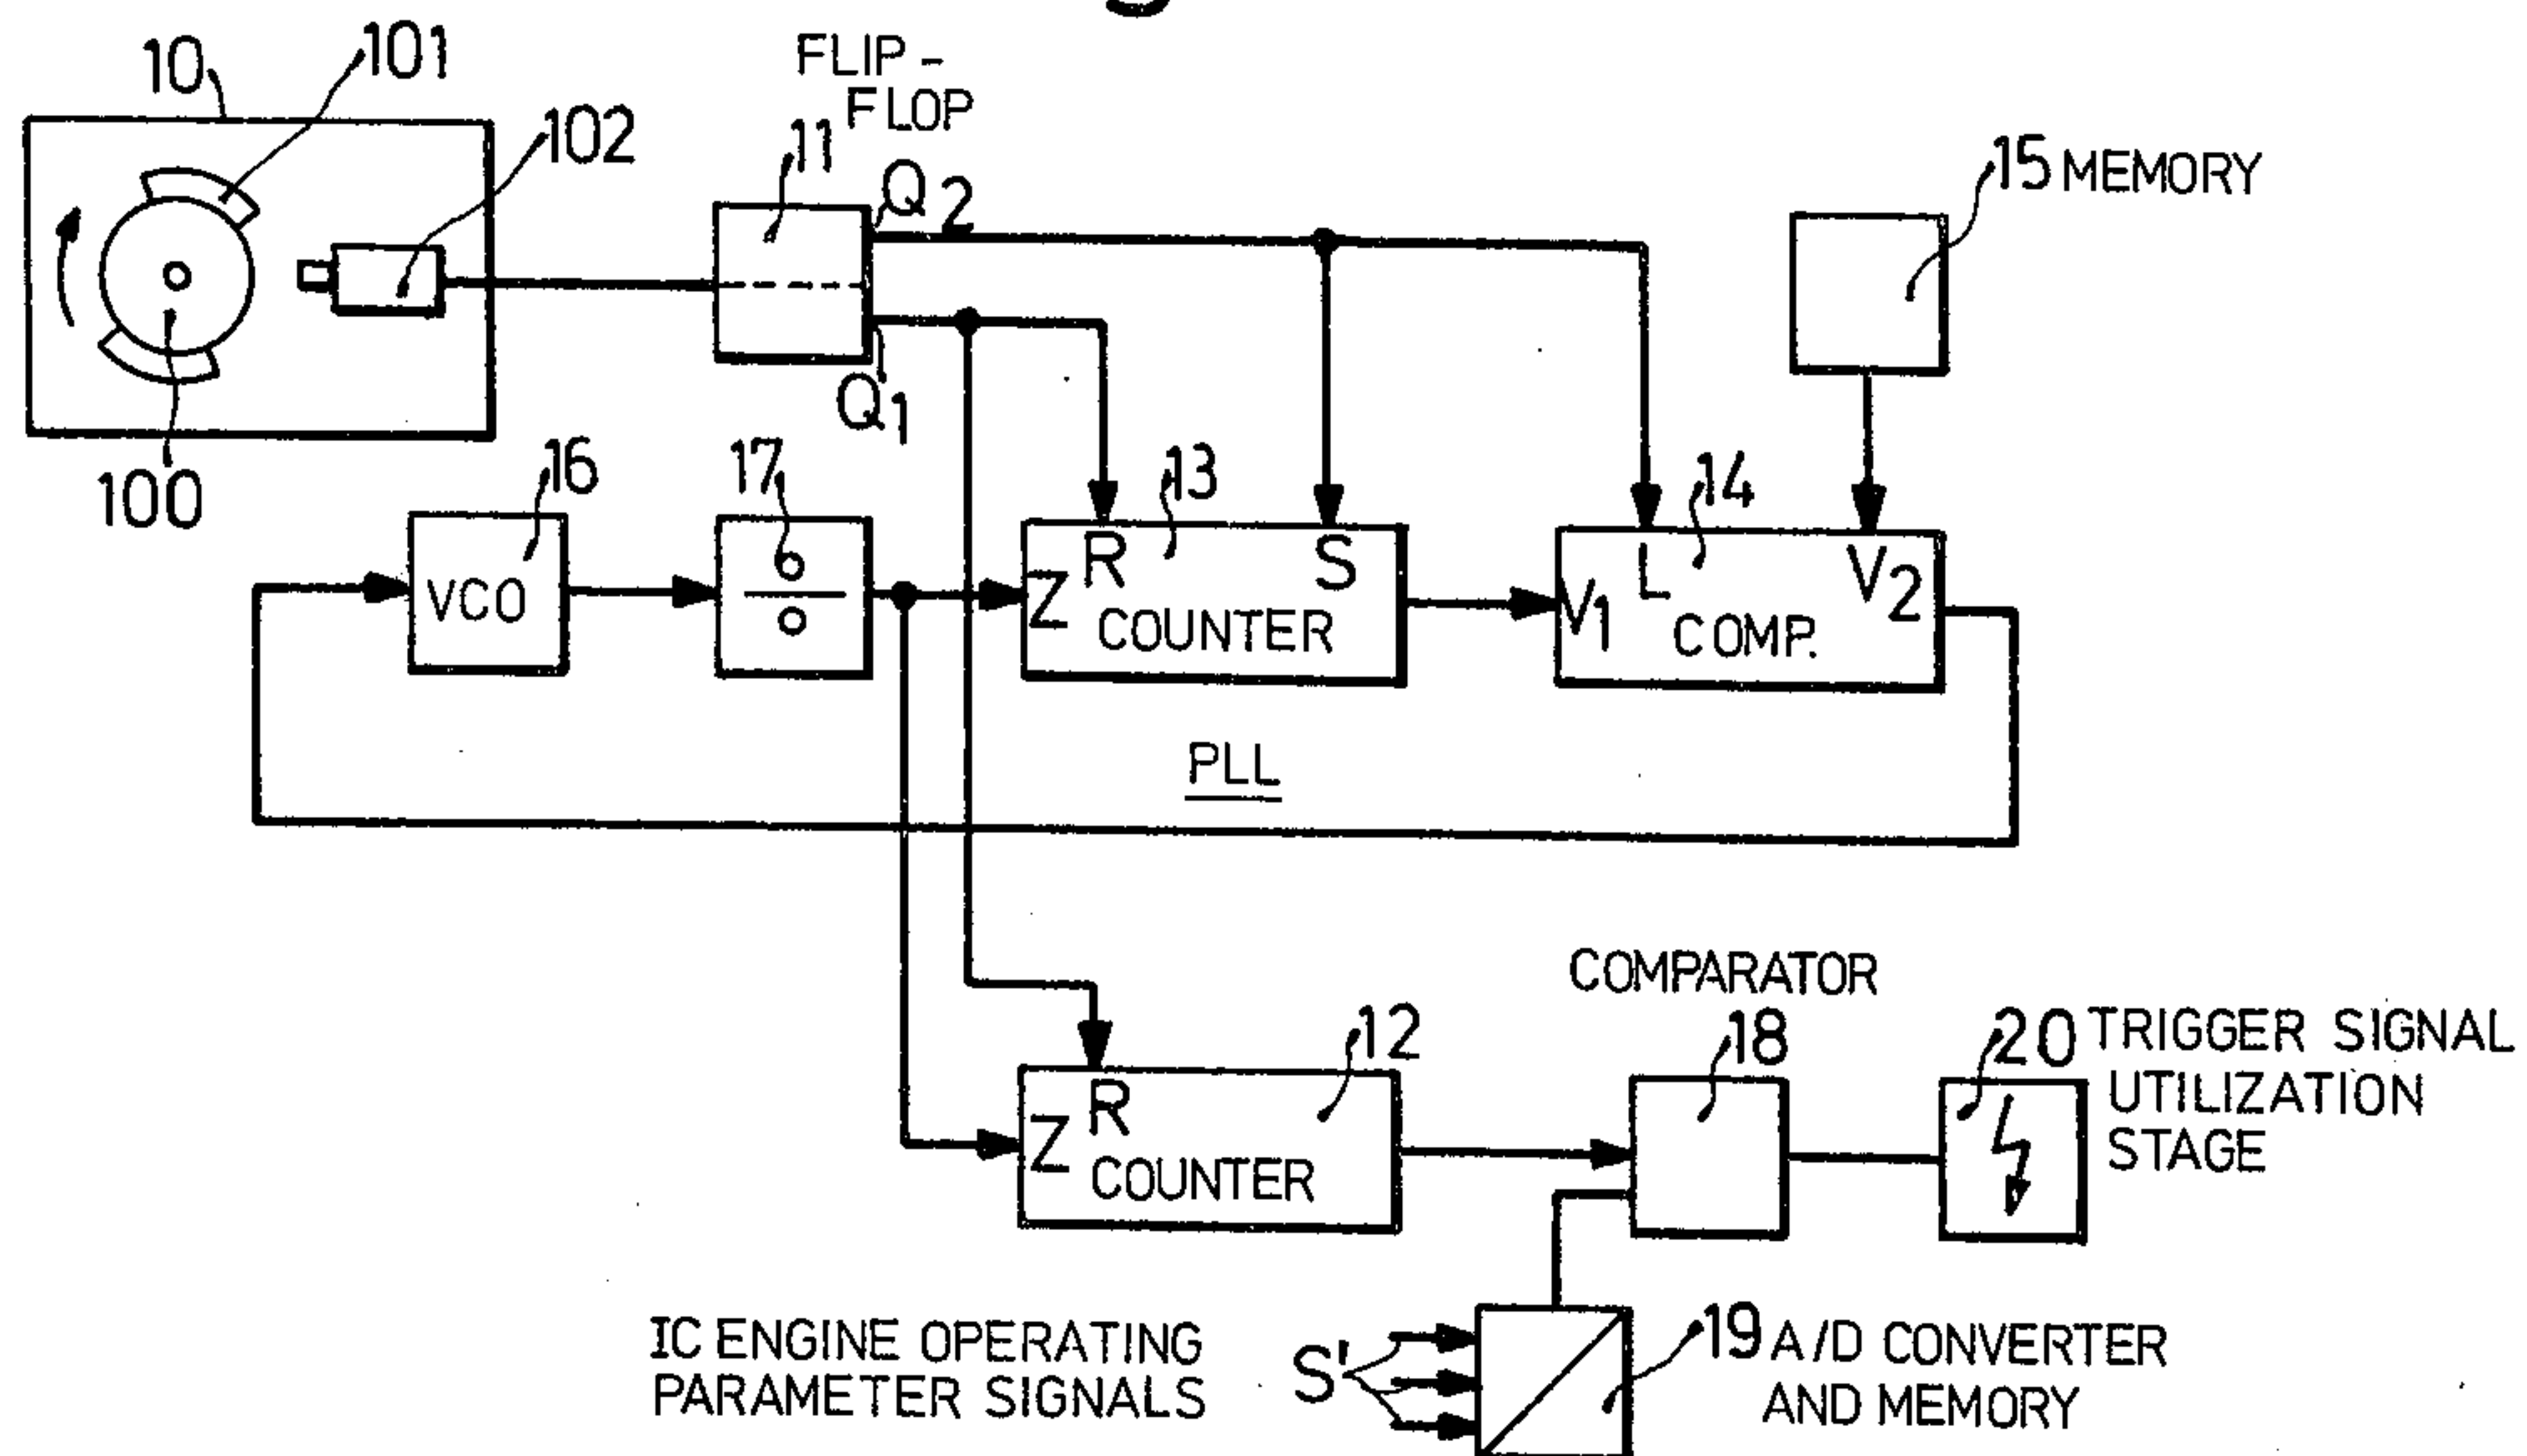 10
101
102
100
FLIP -
FLOP
11
Q2
Q1
15 MEMORY
16
VCO
17
13
R
S
Z
COUNTER
14
L
V1
V2
COMP.
PLL
12
R
Z
COUNTER
COMPARATOR
18
20 TRIGGER SIGNAL
UTILIZATION
STAGE
IC ENGINE OPERATING
PARAMETER SIGNALS
S'
19 A/D CONVERTER
AND MEMORY